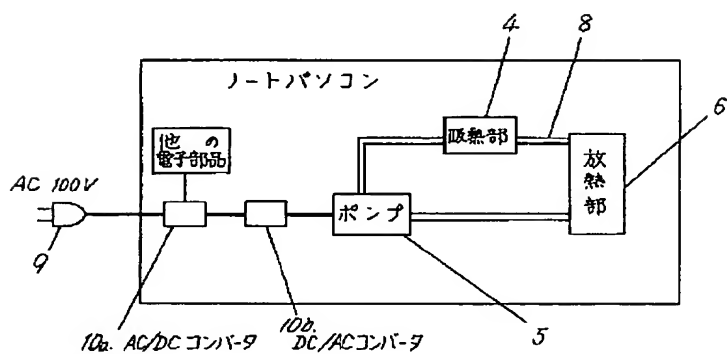 4
8
ノートパソコン
吸熱部
6
他の
電子部品
放
熱
部
AC 100V
ポンプ
9
10a. AC/DCコンバータ
10b.
DC/ACコンバータ
5